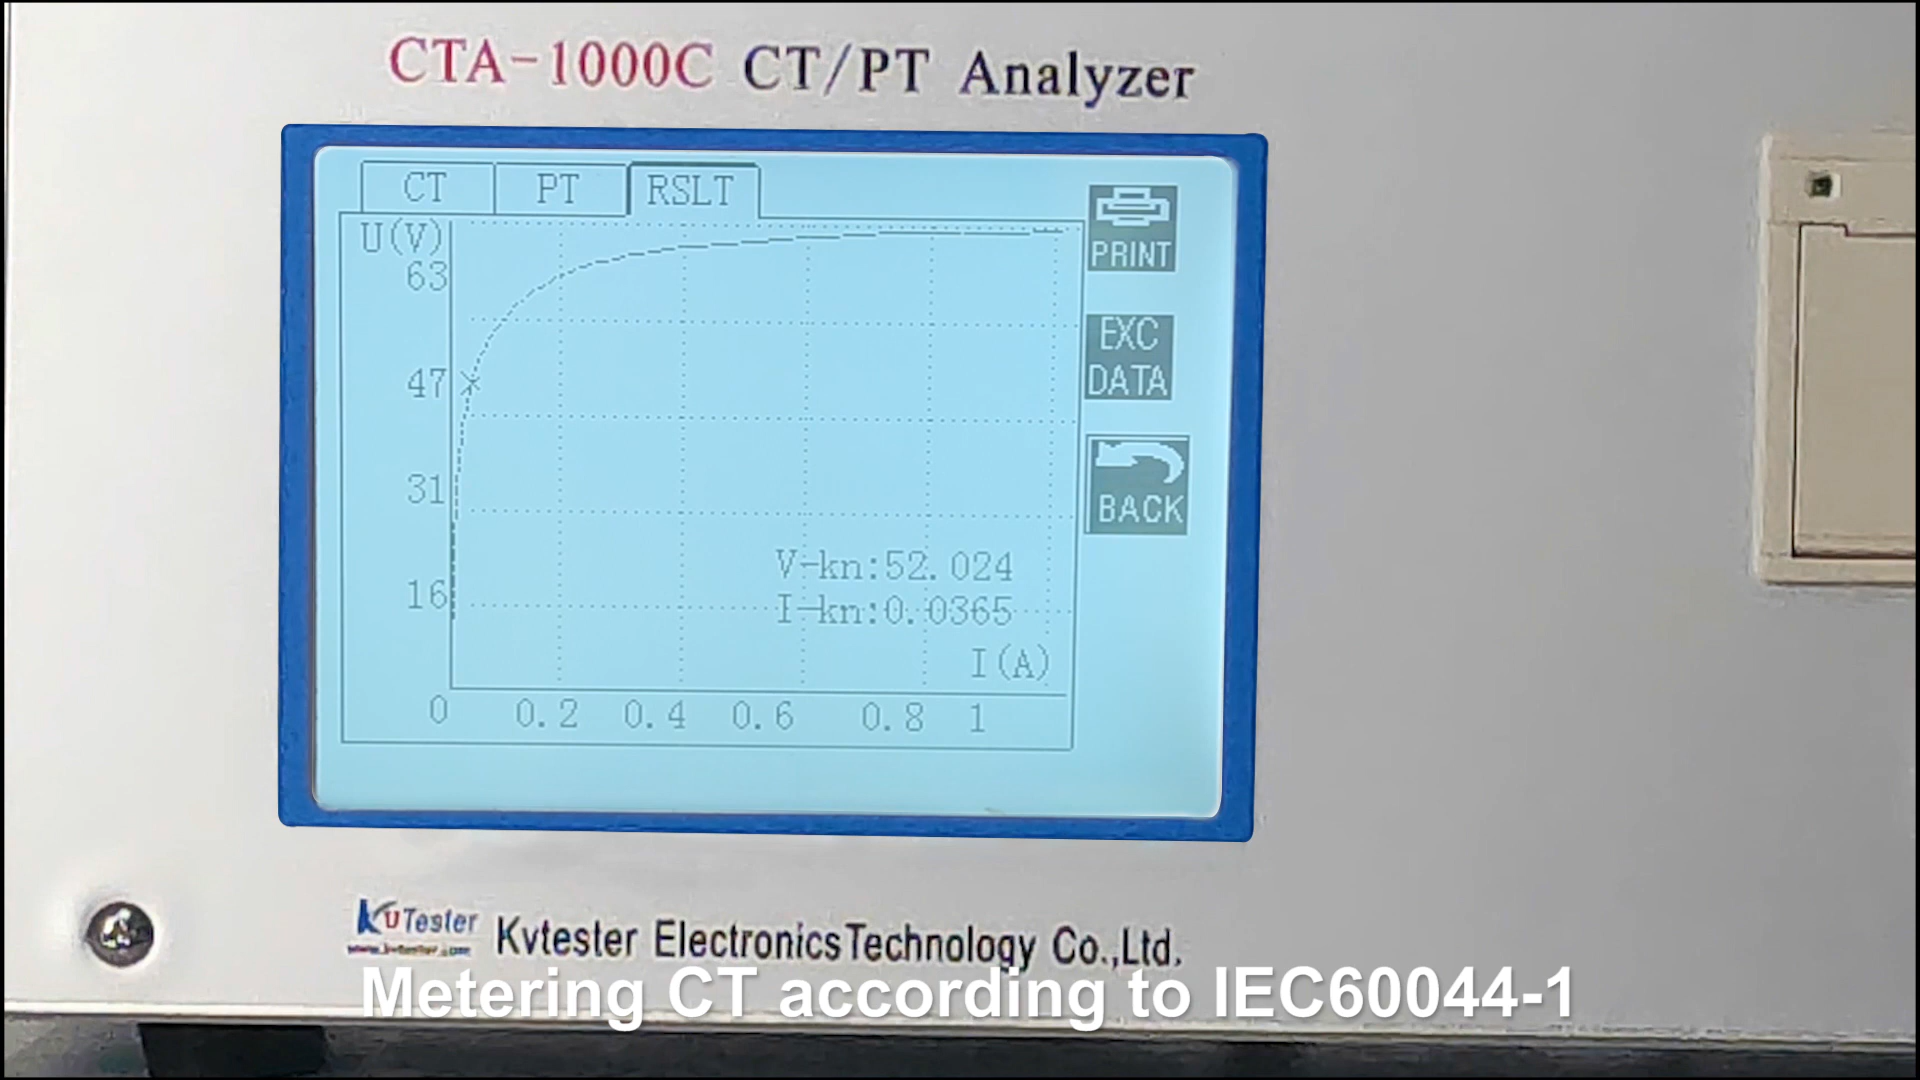 CTA-1000C CT/PT Analyzer
CT PT RSLT
U(V)
63
47
31
16
0 0.2 0.4 0.6 0.8 1
V-kn:52.024
I-kn:0.0365
I(A)
PRINT
EXC
DATA
BACK
KVTester Kvtester Electronics Technology Co.,Ltd.
Metering CT according to IEC60044-1